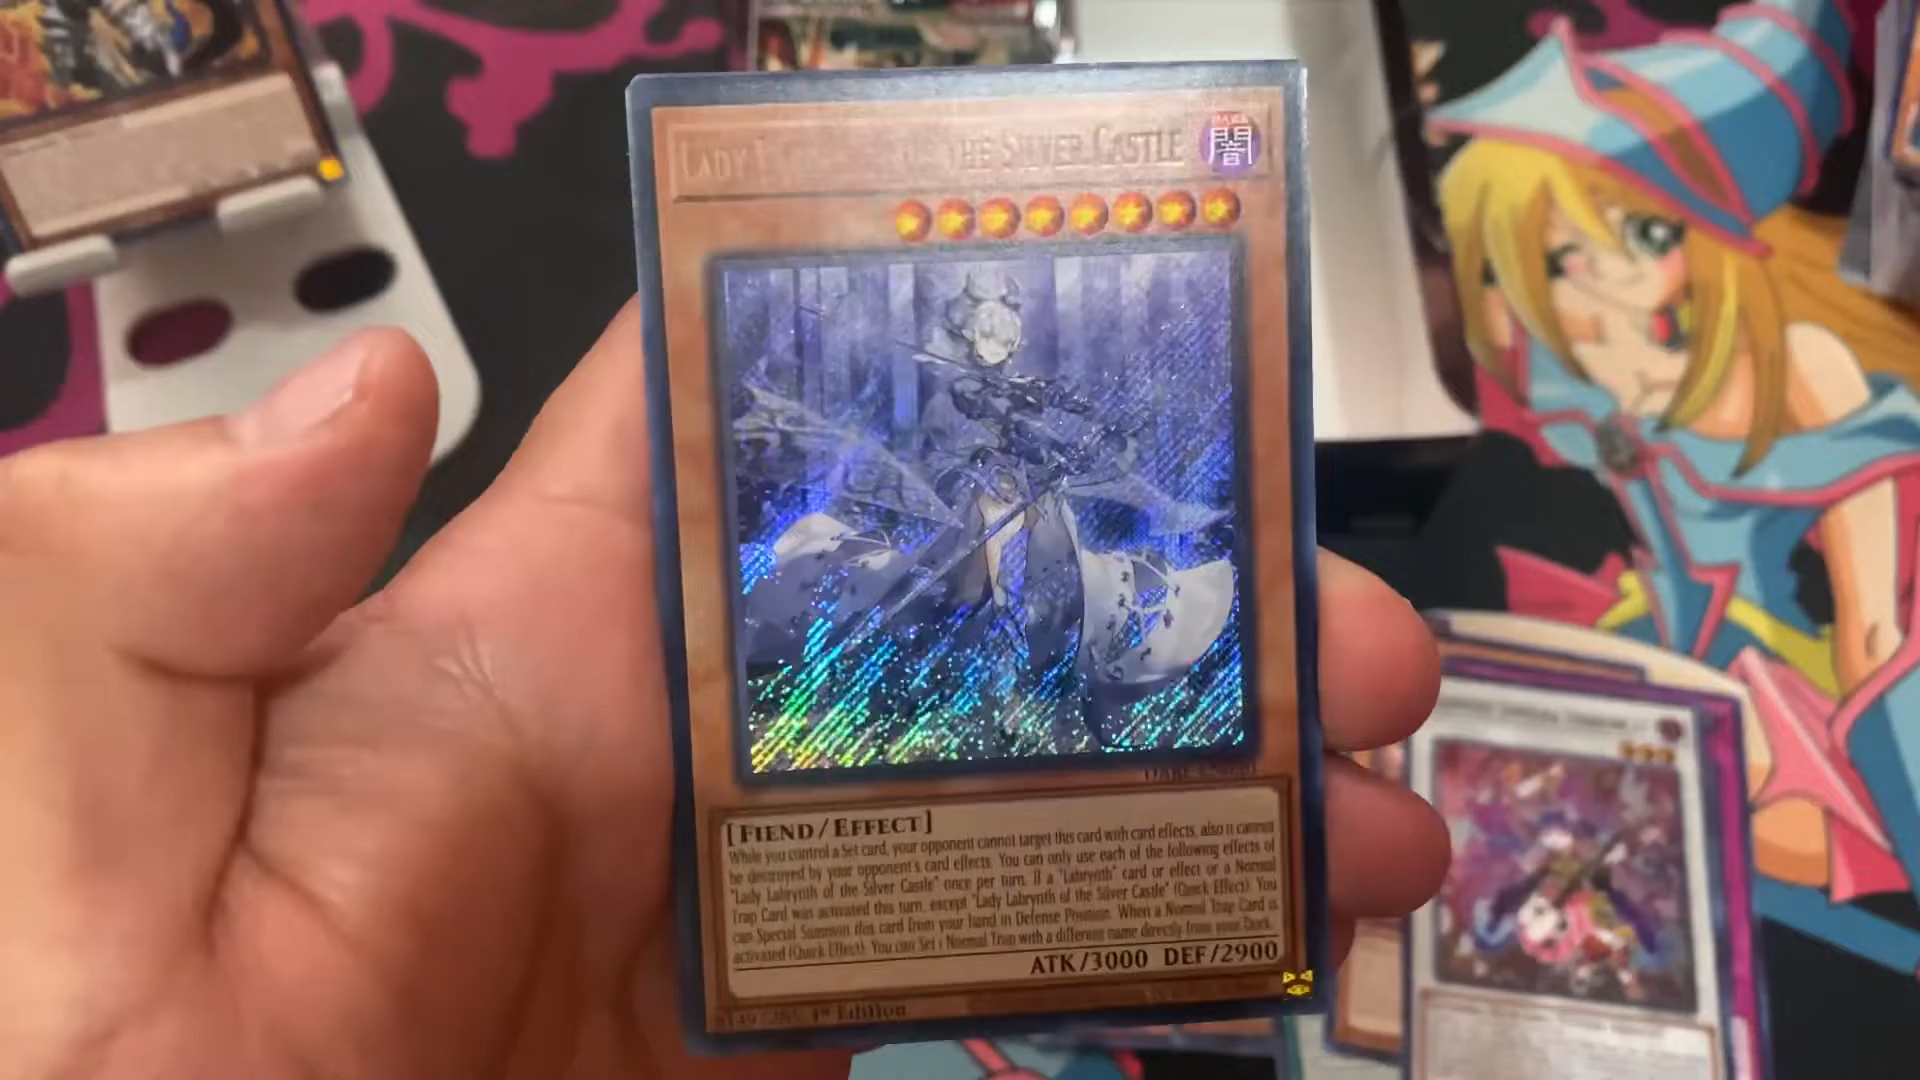 LADY THE SILVER CASTLE
DARK
闇
[FIEND/EFFECT]
While you control a Set card, your opponent cannot target this card with card effects, also it cannot
be destroyed by your opponent's card effects. You can only use each of the following effects of
"Lady Labrynth of the Silver Castle" once per turn. If a "Labrynth" card or effect or a Normal
Trap Card was activated this turn, except "Lady Labrynth of the Silver Castle" (Quick Effect): You
can Special Summon this card from your hand in Defense Position. When a Normal Trap Card is
activated (Quick Effect): You can Set 1 Normal Trap with a different name directly from your Deck.
ATK/3000 DEF/2900
1st Edition